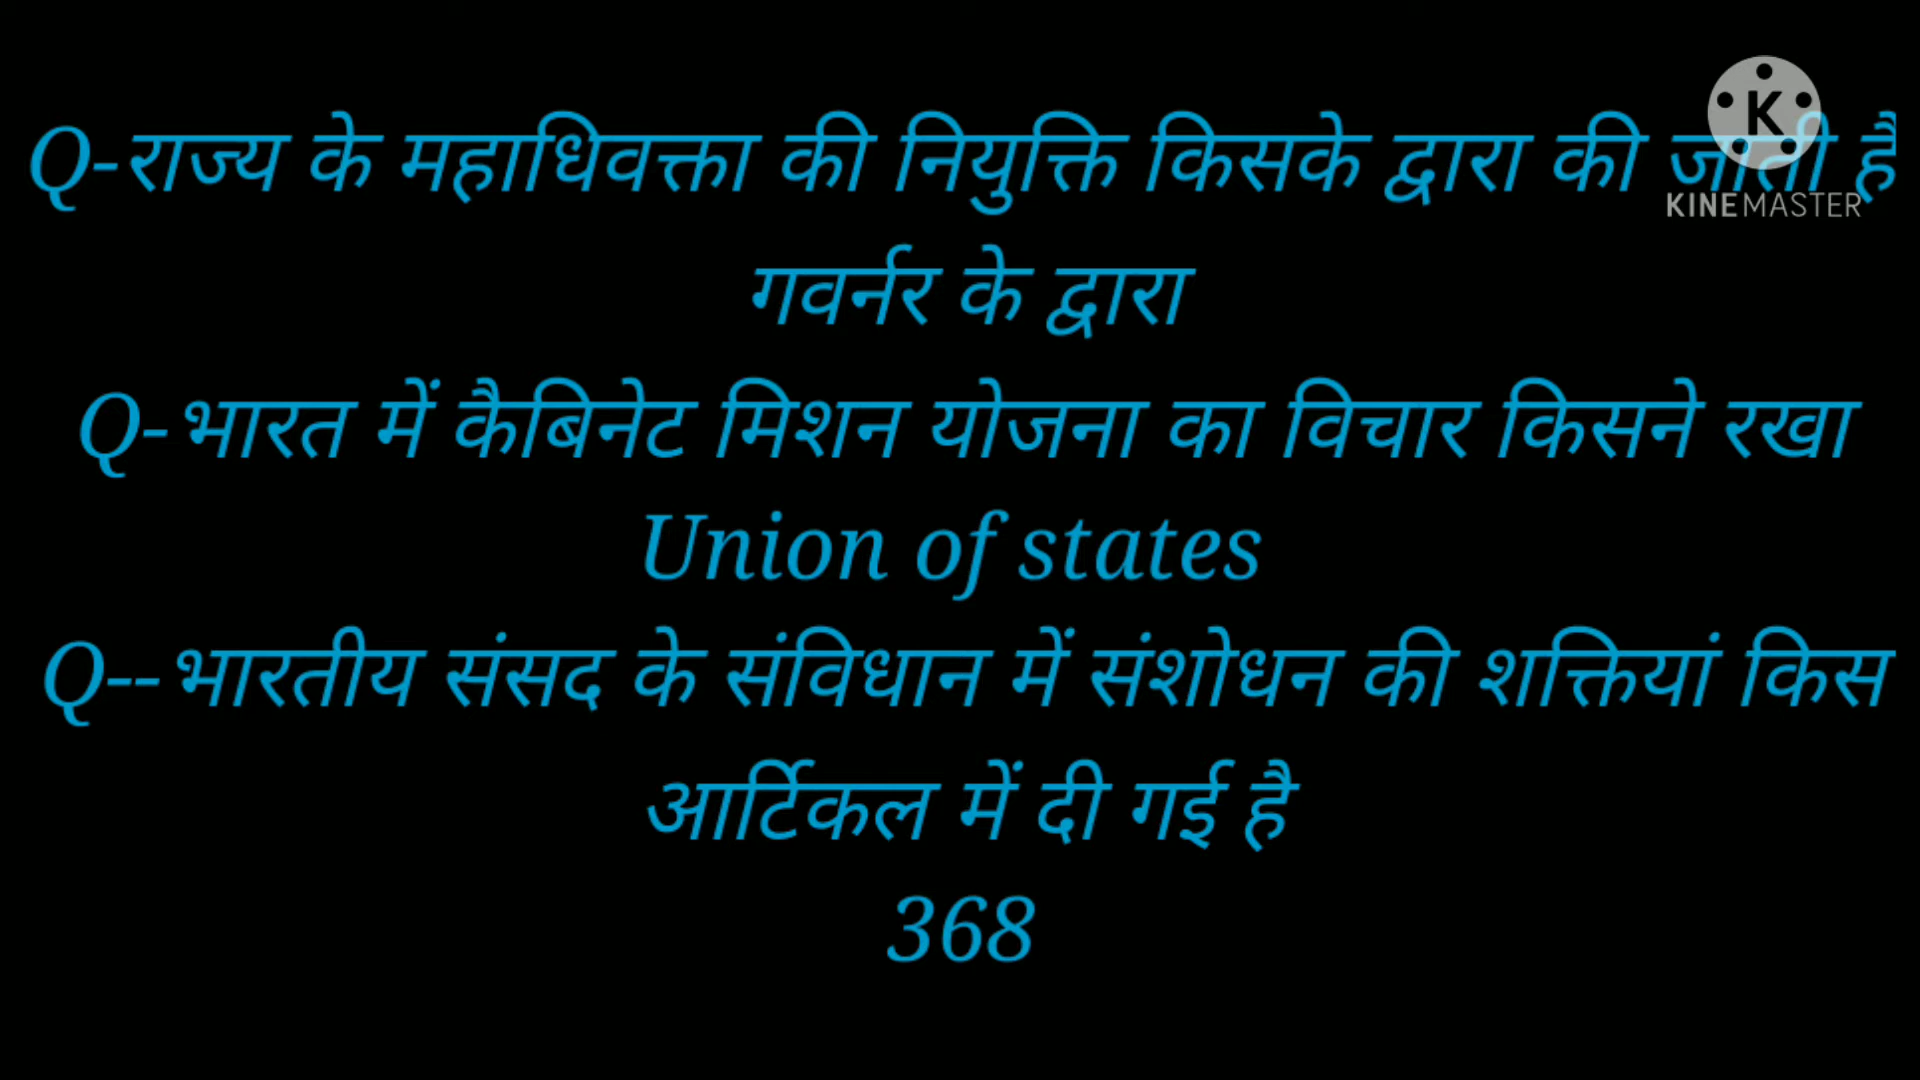 Q-राज्य के महाधिवक्ता की नियुक्ति किसके द्वारा की जाती है
KINEMASTER
गवर्नर के द्वारा
Q-भारत में कैबिनेट मिशन योजना का विचार किसने रखा
Union of states
Q--भारतीय संसद के संविधान में संशोधन की शक्तियां किस
आर्टिकल में दी गई है
368